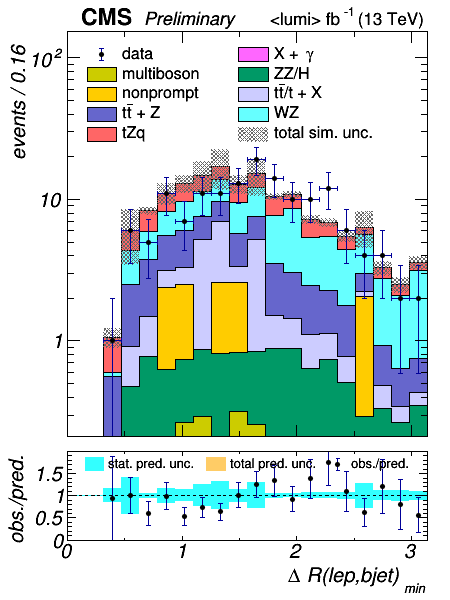 CMS Preliminary <lumi> fb⁻¹ (13 TeV)
events / 0.16
10²
10
1
data
multiboson
nonprompt
tt̄ + Z
tZq
X + γ
ZZ/H
tt̄/t + X
WZ
total sim. unc.
obs./pred.
1.5
1
0.5
0
stat. pred. unc. total pred. unc. obs./pred.
0 1 2 3
Δ R(lep,bjet) min